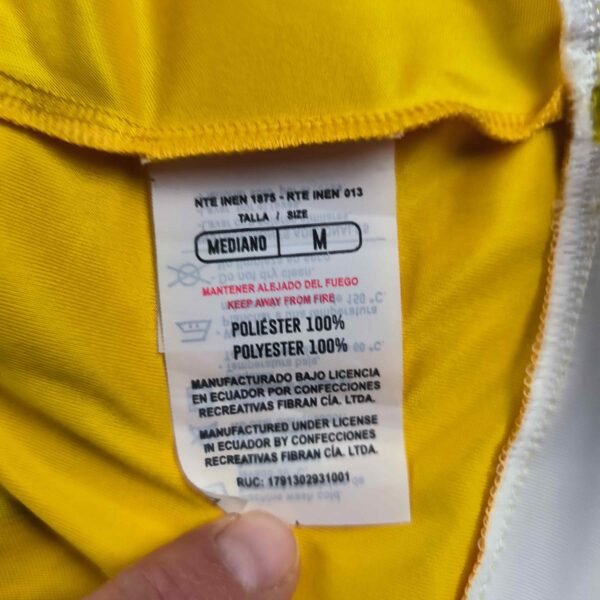 NTE INEN 1875 - RTE INEN 013
TALLA / SIZE
MEDIANO M
MANTENER ALEJADO DEL FUEGO
KEEP AWAY FROM FIRE
POLIÉSTER 100%
POLYESTER 100%
MANUFACTURADO BAJO LICENCIA
EN ECUADOR POR CONFECCIONES
RECREATIVAS FIBRAN CÍA. LTDA.
MANUFACTURED UNDER LICENSE
IN ECUADOR BY CONFECCIONES
RECREATIVAS FIBRAN CÍA. LTDA.
RUC: 1791302931001